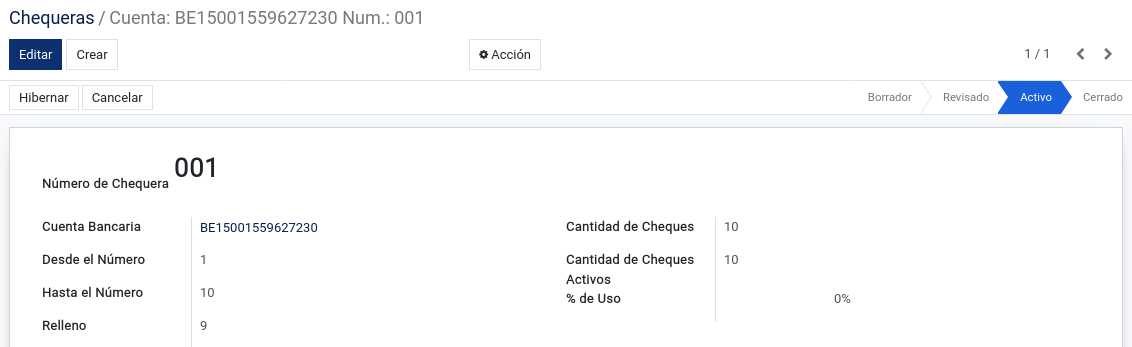 Chequeras / Cuenta: BE15001559627230 Num.: 001
Editar Crear Acción 1 / 1
Hibernar Cancelar Borrador Revisado Activo Cerrado
001
Número de Chequera
Cuenta Bancaria BE15001559627230 Cantidad de Cheques 10
Desde el Número 1 Cantidad de Cheques Activos 10
Hasta el Número 10 % de Uso 0%
Relleno 9